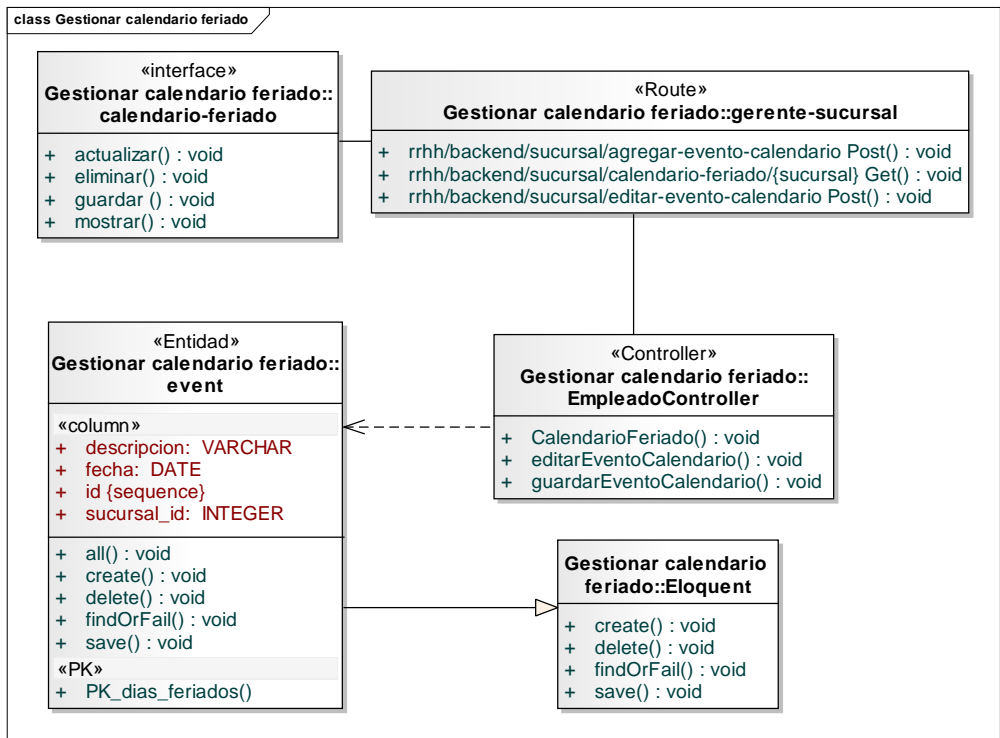 class Gestionar calendario feriado
«interface»
Gestionar calendario feriado::
calendario-feriado
+ actualizar() : void
+ eliminar() : void
+ guardar () : void
+ mostrar() : void
«Route»
Gestionar calendario feriado::gerente-sucursal
+ rrhh/backend/sucursal/agregar-evento-calendario Post() : void
+ rrhh/backend/sucursal/calendario-feriado/{sucursal} Get() : void
+ rrhh/backend/sucursal/editar-evento-calendario Post() : void
«Entidad»
Gestionar calendario feriado::
event
«column»
+ descripcion: VARCHAR
+ fecha: DATE
+ id {sequence}
+ sucursal_id: INTEGER
+ all() : void
+ create() : void
+ delete() : void
+ findOrFail() : void
+ save() : void
«PK»
+ PK_dias_feriados()
«Controller»
Gestionar calendario feriado::
EmpleadoController
+ CalendarioFeriado() : void
+ editarEventoCalendario() : void
+ guardarEventoCalendario() : void
Gestionar calendario
feriado::Eloquent
+ create() : void
+ delete() : void
+ findOrFail() : void
+ save() : void